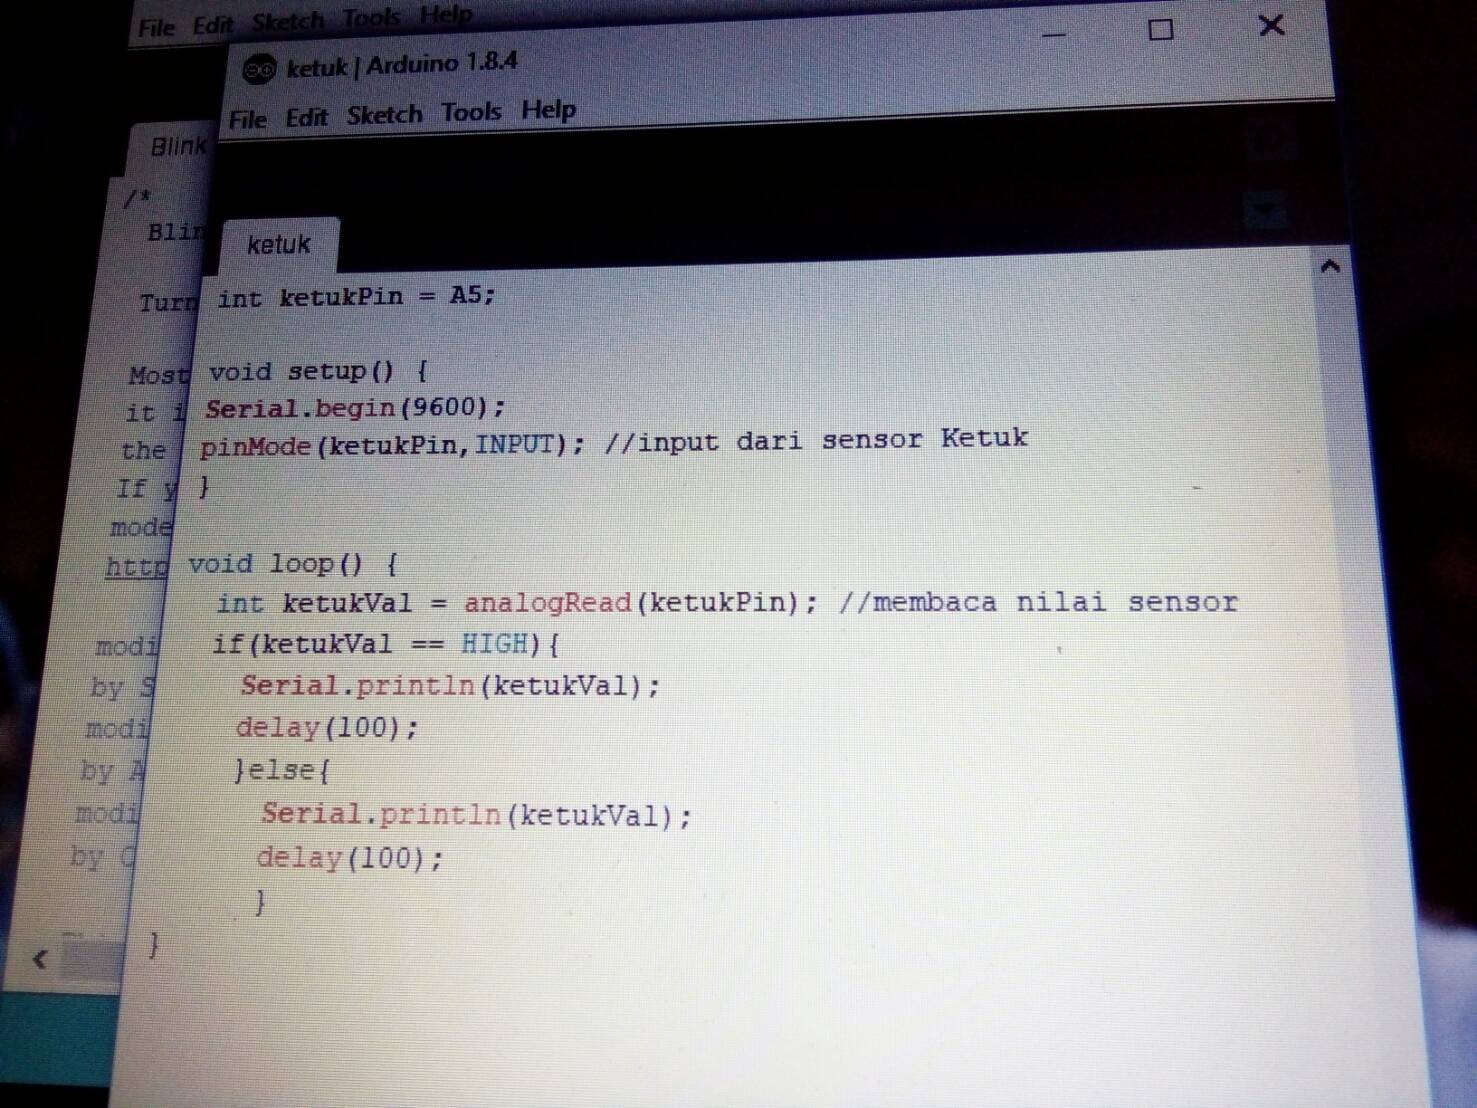 File Edit Sketch Tools Help
ketuk | Arduino 1.8.4
File Edit Sketch Tools Help
Blink
/*
Blin
Turn
Most
it i
the
If y
mode
http
modi
by S
modi
by A
modi
by C
ketuk
int ketukPin = A5;
void setup() {
Serial.begin(9600);
pinMode(ketukPin,INPUT); //input dari sensor Ketuk
}
void loop() {
int ketukVal = analogRead(ketukPin); //membaca nilai sensor
if(ketukVal == HIGH){
Serial.println(ketukVal);
delay(100);
}else{
Serial.println(ketukVal);
delay(100);
}
}